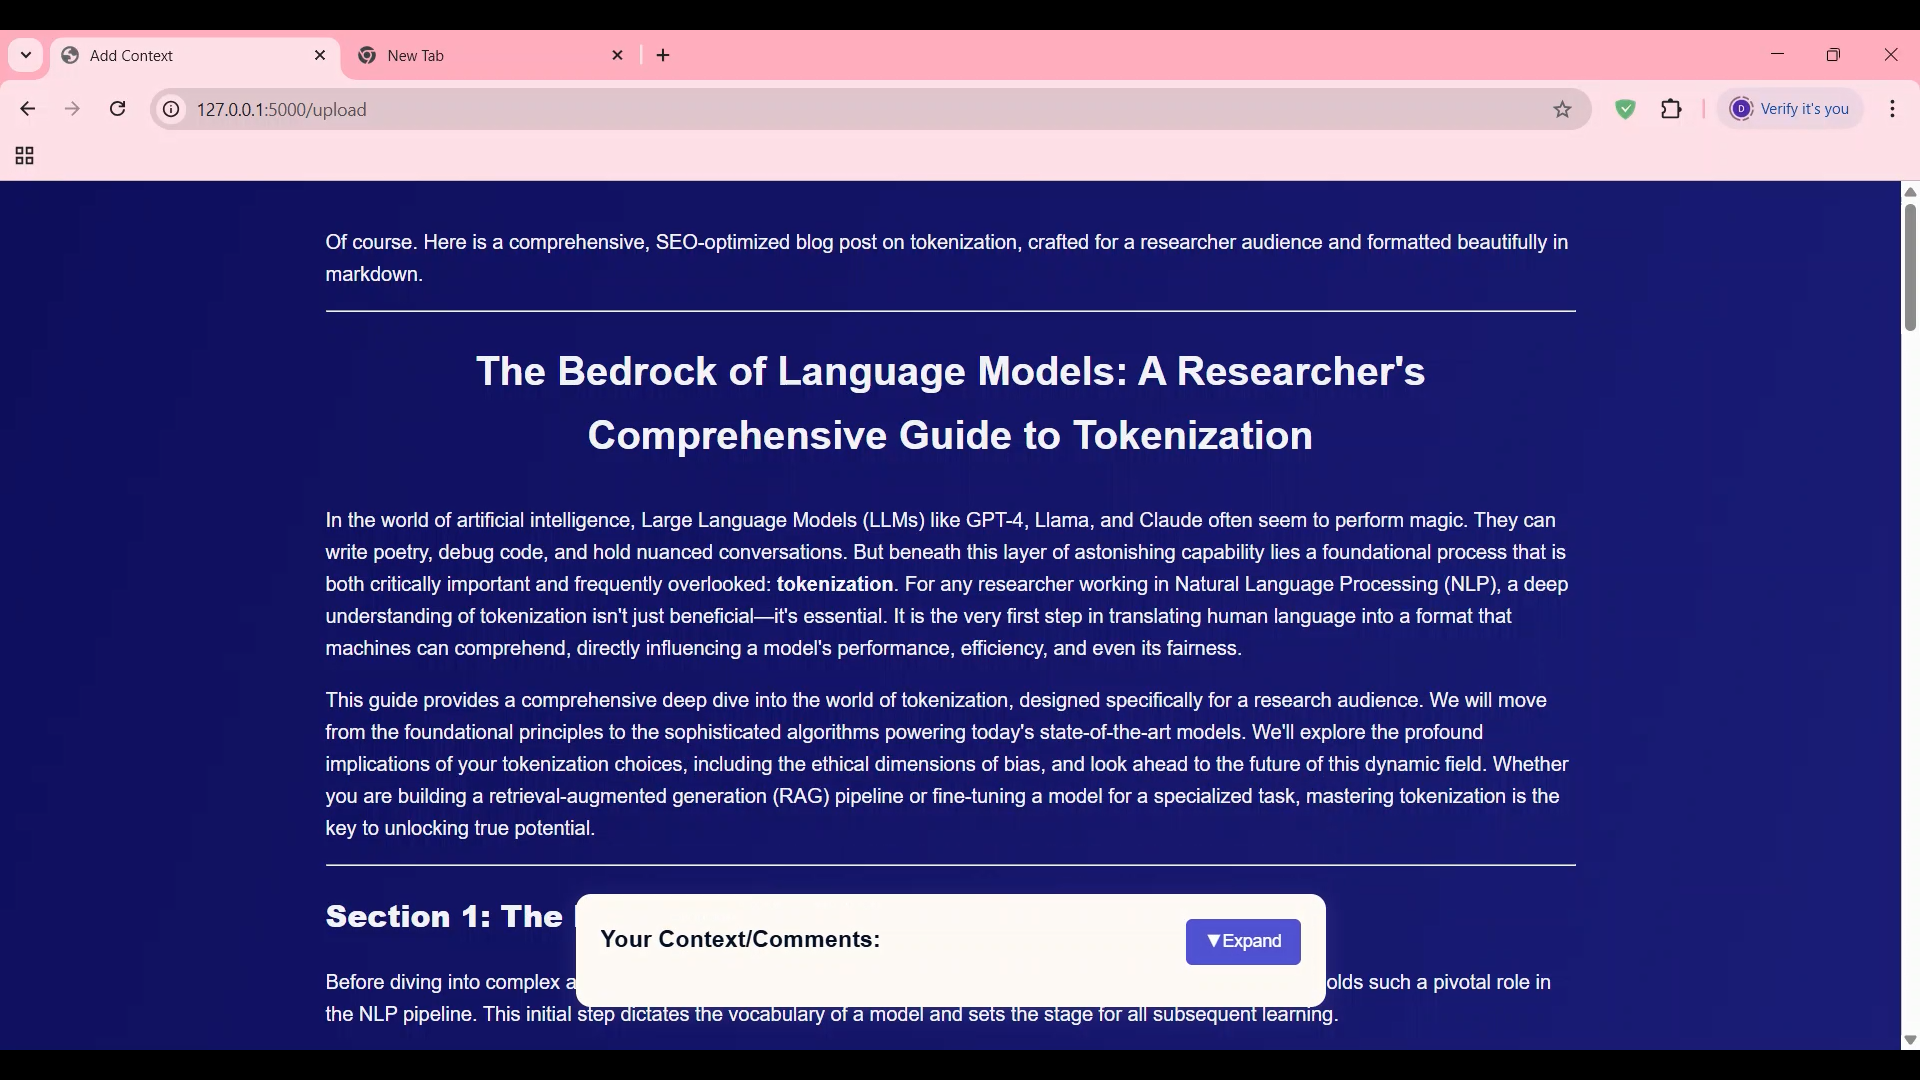 Add Context
New Tab
127.0.0.1:5000/upload
D
Verify it's you
Of course. Here is a comprehensive, SEO-optimized blog post on tokenization, crafted for a researcher audience and formatted beautifully in
markdown.
The Bedrock of Language Models: A Researcher's
Comprehensive Guide to Tokenization
In the world of artificial intelligence, Large Language Models (LLMs) like GPT-4, Llama, and Claude often seem to perform magic. They can
write poetry, debug code, and hold nuanced conversations. But beneath this layer of astonishing capability lies a foundational process that is
both critically important and frequently overlooked: tokenization. For any researcher working in Natural Language Processing (NLP), a deep
understanding of tokenization isn't just beneficial—it's essential. It is the very first step in translating human language into a format that
machines can comprehend, directly influencing a model's performance, efficiency, and even its fairness.
This guide provides a comprehensive deep dive into the world of tokenization, designed specifically for a research audience. We will move
from the foundational principles to the sophisticated algorithms powering today's state-of-the-art models. We'll explore the profound
implications of your tokenization choices, including the ethical dimensions of bias, and look ahead to the future of this dynamic field. Whether
you are building a retrieval-augmented generation (RAG) pipeline or fine-tuning a model for a specialized task, mastering tokenization is the
key to unlocking true potential.
Section 1: The
Your Context/Comments:
▼Expand
Before diving into complex a
olds such a pivotal role in
the NLP pipeline. This initial step dictates the vocabulary of a model and sets the stage for all subsequent learning.